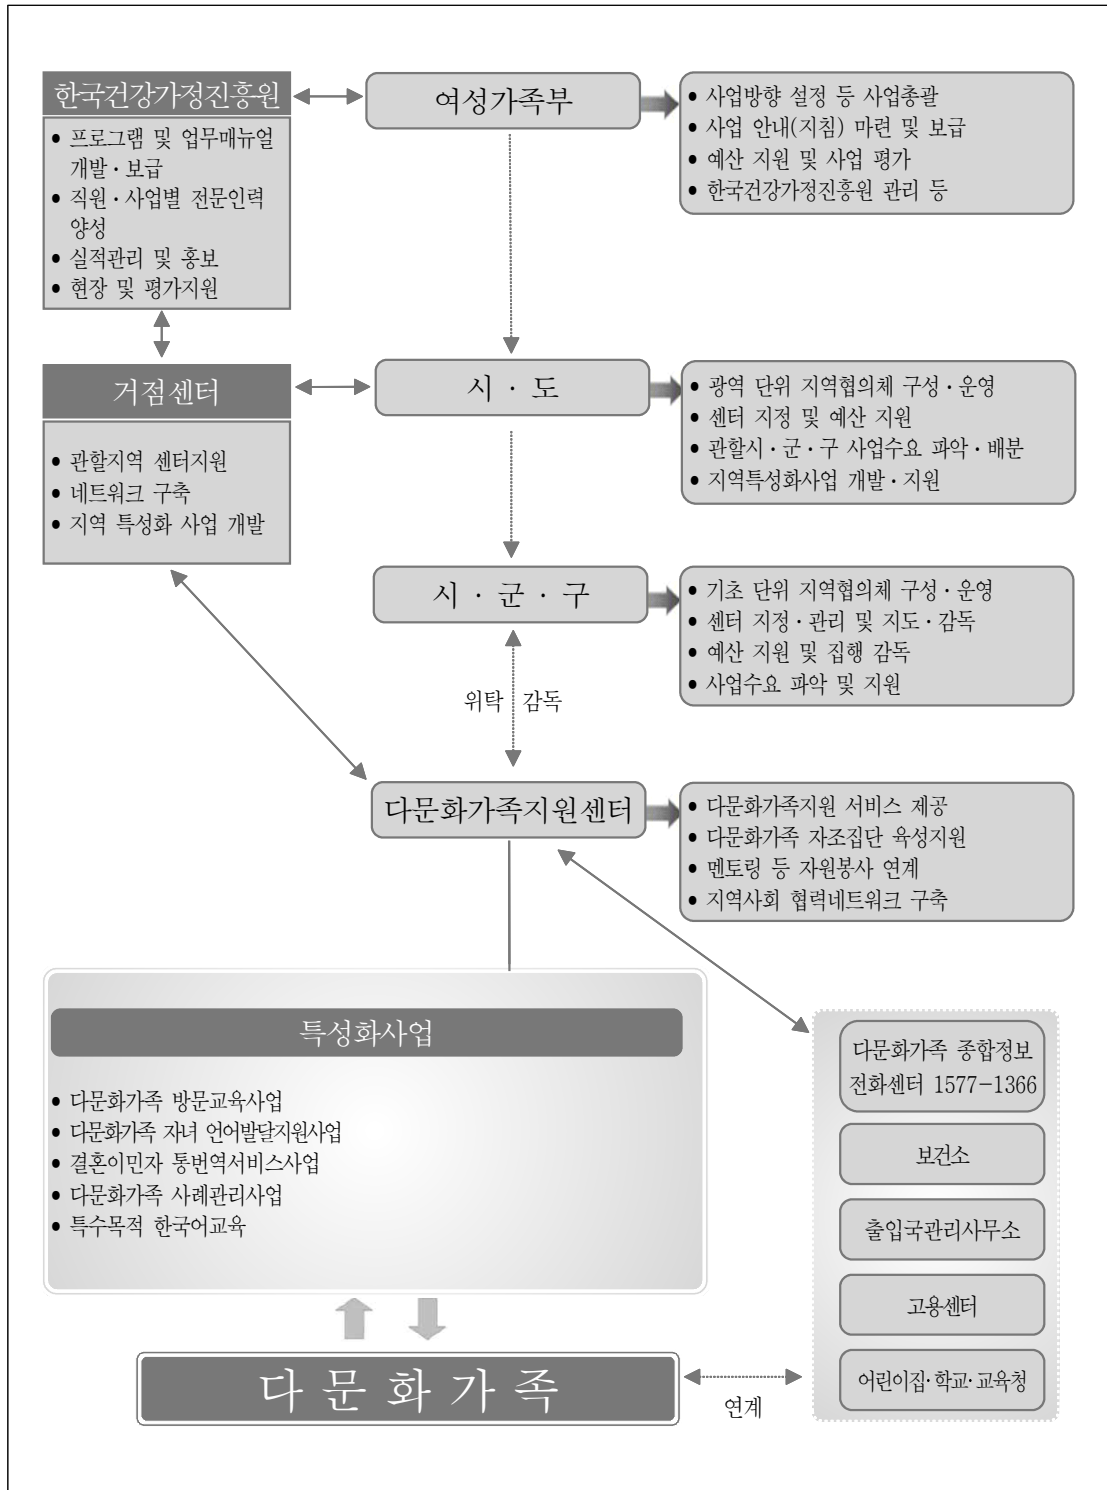 한국건강가정진흥원
• 프로그램 및 업무매뉴얼
개발·보급
• 직원·사업별 전문인력
양성
• 실적관리 및 홍보
• 현장 및 평가지원
여성가족부
• 사업방향 설정 등 사업총괄
• 사업 안내(지침) 마련 및 보급
• 예산 지원 및 사업 평가
• 한국건강가정진흥원 관리 등
거점센터
• 관할지역 센터지원
• 네트워크 구축
• 지역 특성화 사업 개발
시 · 도
• 광역 단위 지역협의체 구성·운영
• 센터 지정 및 예산 지원
• 관할시·군·구 사업수요 파악·배분
• 지역특성화사업 개발·지원
시 · 군 · 구
• 기초 단위 지역협의체 구성·운영
• 센터 지정·관리 및 지도·감독
• 예산 지원 및 집행 감독
• 사업수요 파악 및 지원
위탁 감독
다문화가족지원센터
• 다문화가족지원 서비스 제공
• 다문화가족 자조집단 육성지원
• 멘토링 등 자원봉사 연계
• 지역사회 협력네트워크 구축
특성화사업
• 다문화가족 방문교육사업
• 다문화가족 자녀 언어발달지원사업
• 결혼이민자 통번역서비스사업
• 다문화가족 사례관리사업
• 특수목적 한국어교육
다문화가족 종합정보
전화센터 1577-1366
보건소
출입국관리사무소
고용센터
어린이집·학교·교육청
다 문 화 가 족
연계